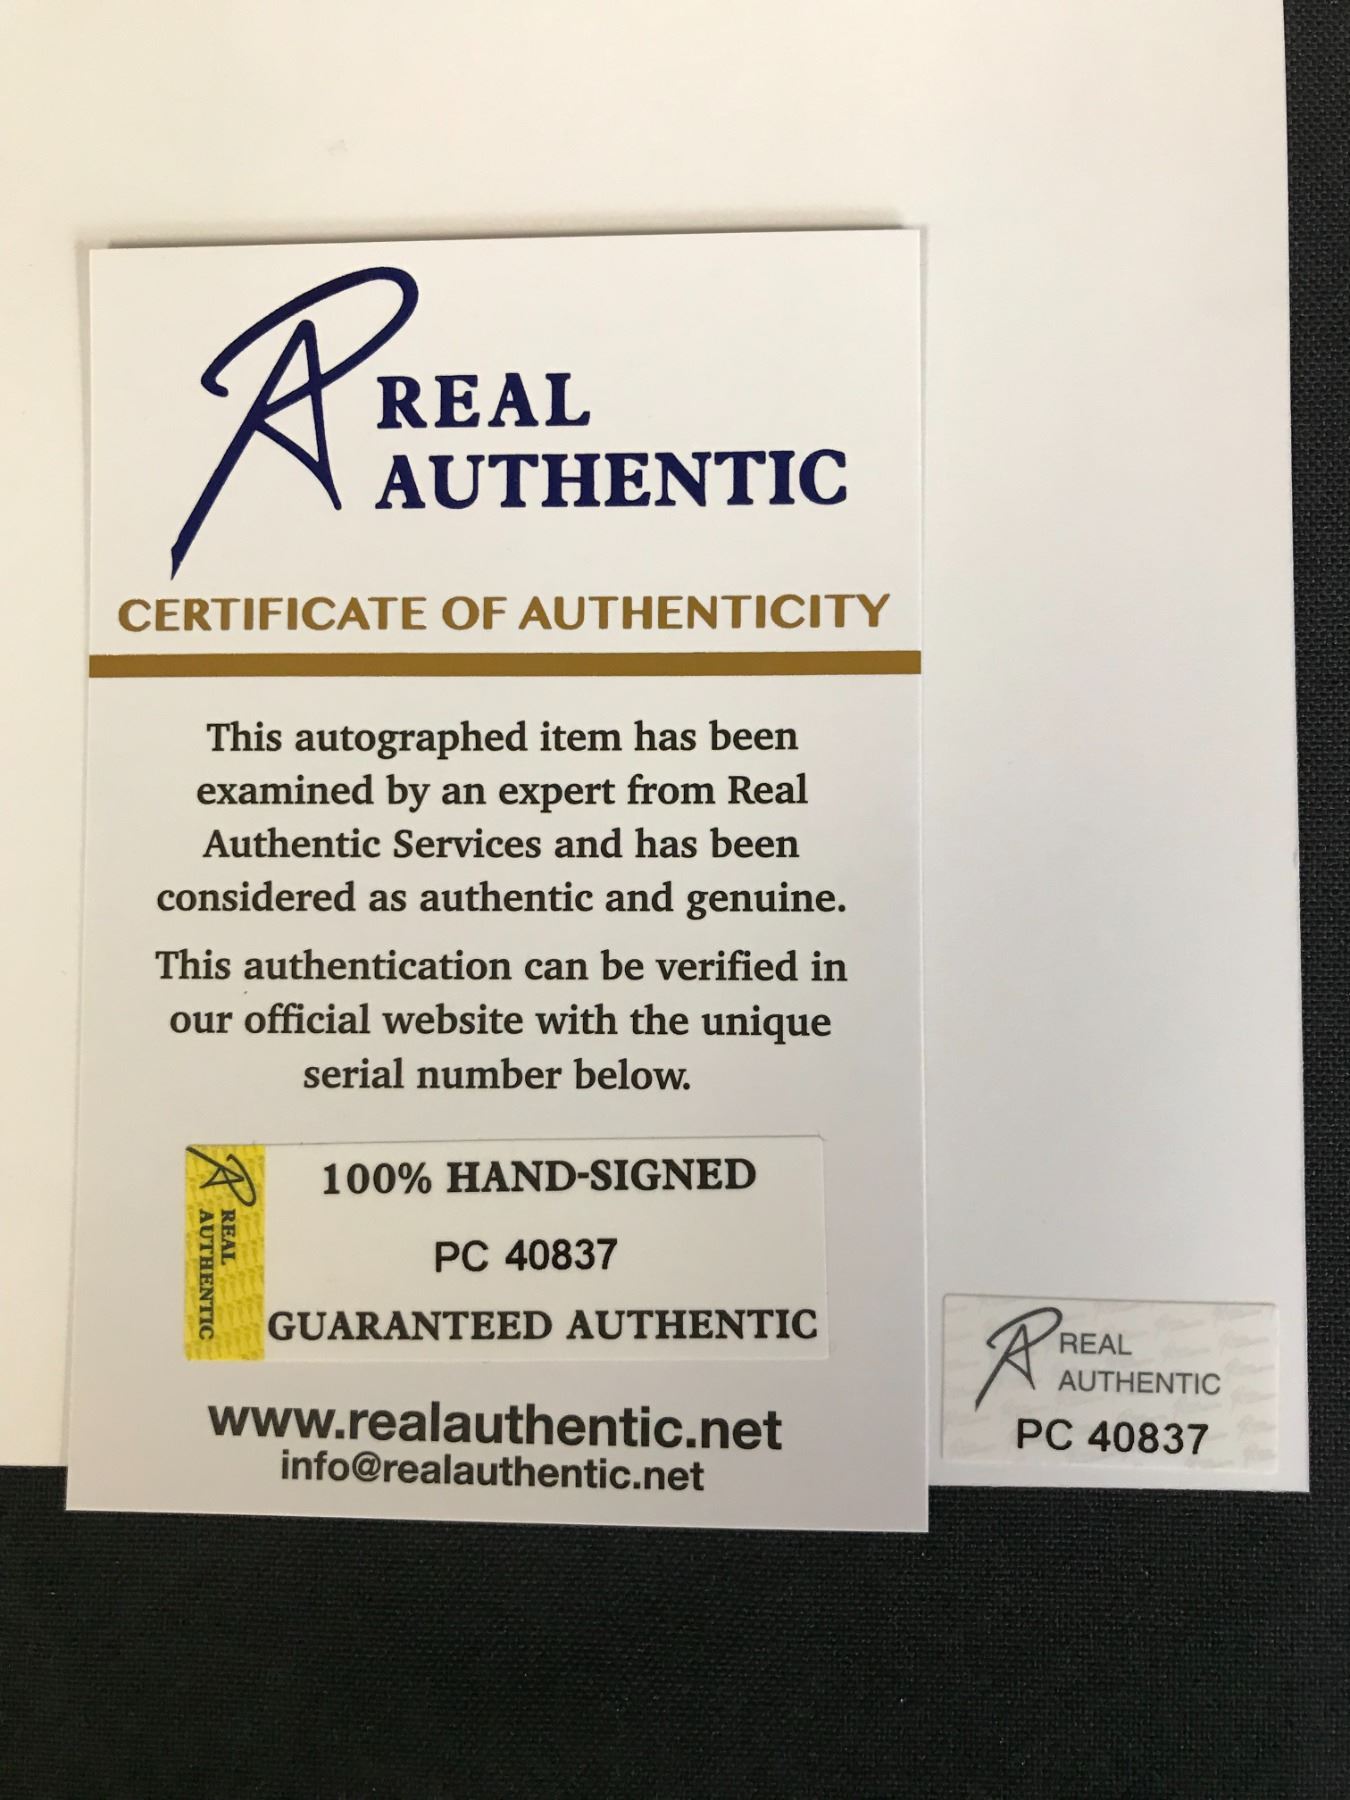 RA REAL
AUTHENTIC
CERTIFICATE OF AUTHENTICITY
This autographed item has been
examined by an expert from Real
Authentic Services and has been
considered as authentic and genuine.
This authentication can be verified in
our official website with the unique
serial number below.
RA REAL
AUTHENTIC
100% HAND-SIGNED
PC 40837
GUARANTEED AUTHENTIC
www.realauthentic.net
info@realauthentic.net
RA REAL
AUTHENTIC
PC 40837